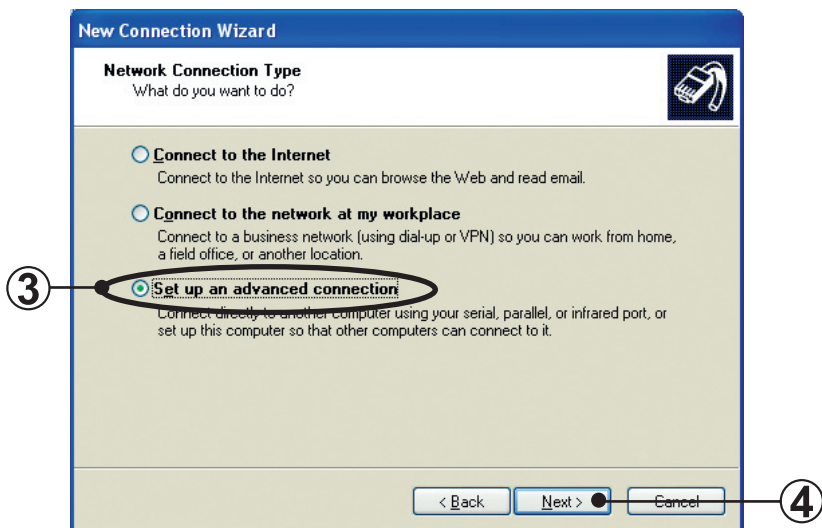 New Connection Wizard
Network Connection Type
What do you want to do?
Connect to the Internet
Connect to the Internet so you can browse the Web and read email.
Connect to the network at my workplace
Connect to a business network (using dial-up or VPN) so you can work from home,
a field office, or another location.
3 Set up an advanced connection
Connect directly to another computer using your serial, parallel, or infrared port, or
set up this computer so that other computers can connect to it.
< Back Next > Cancel 4